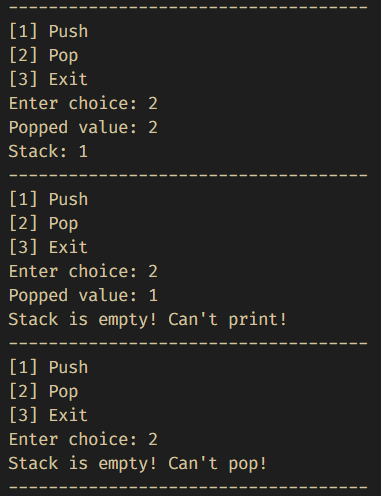 ------------------------------------
[1] Push
[2] Pop
[3] Exit
Enter choice: 2
Popped value: 2
Stack: 1
------------------------------------
[1] Push
[2] Pop
[3] Exit
Enter choice: 2
Popped value: 1
Stack is empty! Can't print!
------------------------------------
[1] Push
[2] Pop
[3] Exit
Enter choice: 2
Stack is empty! Can't pop!
------------------------------------